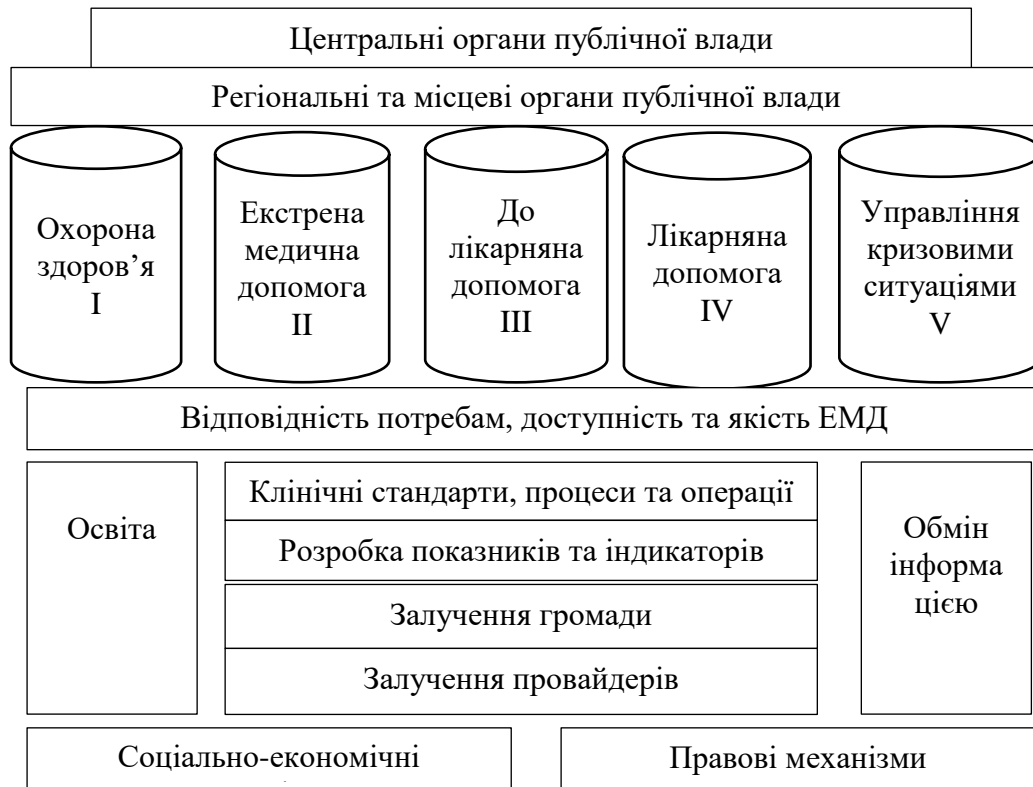 Центральні органи публічної влади
Регіональні та місцеві органи публічної влади
Охорона
здоров’я
I
Екстрена
медична
допомога
II
До
лікарняна
допомога
III
Лікарняна
допомога
IV
Управління
кризовими
ситуаціями
V
Відповідність потребам, доступність та якість ЕМД
Освіта
Клінічні стандарти, процеси та операції
Розробка показників та індикаторів
Залучення громади
Залучення провайдерів
Обмін
інформа
цією
Соціально-економічні
Правові механізми